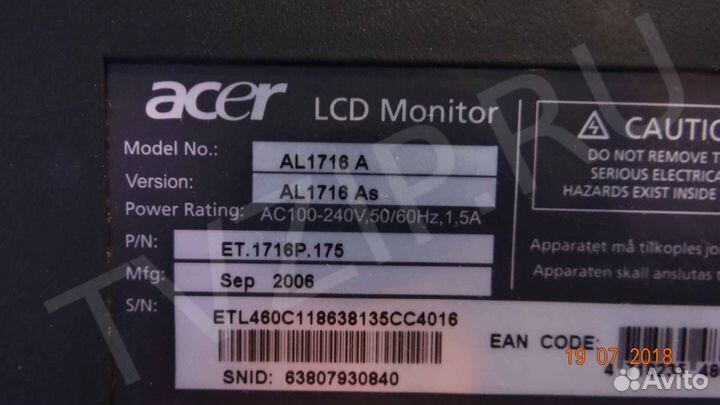 acer LCD Monitor
Model No.: AL1716 A
Version: AL1716 As
Power Rating: AC100-240V,50/60Hz,1,5A
P/N: ET.1716P.175
Mfg: Sep 2006
S/N:
ETL460C118638135CC4016
SNID: 63807930840
EAN CODE:
⚠ CAUTIO
DO NOT REMOVE T
SERIOUS ELECTRICA
HAZARDS EXIST INSIDE
Apparatet må tilkoples jo
Apparaten skall anslutas t
19 07 2018
TVZIP.RU
Avito